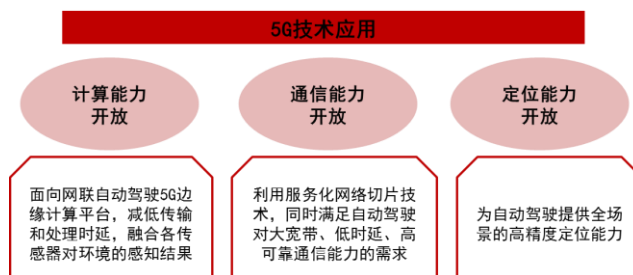 5G技术应用
计算能力
开放
通信能力
开放
定位能力
开放
面向网联自动驾驶5G边
缘计算平台，减低传输
和处理时延，融合各传
感器对环境的感知结果
利用服务化网络切片技
术，同时满足自动驾驶
对大宽带、低时延、高
可靠通信能力的需求
为自动驾驶提供全场
景的高精度定位能力